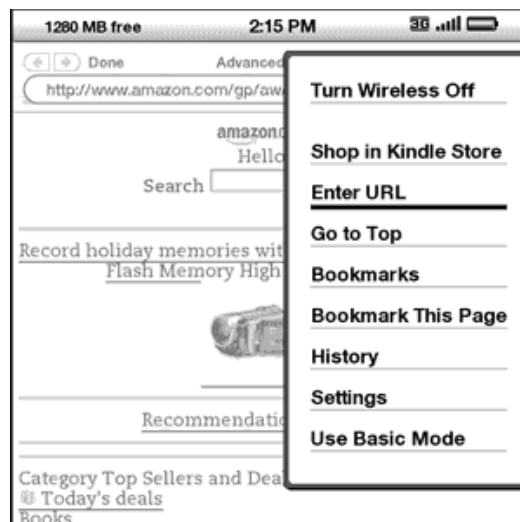 1280 MB free 2:15 PM 3G
Done Advanced
http://www.amazon.com/gp/aw/
amazon.c
Hello
Search
Record holiday memories wit
Flash Memory High
Recommendatio
Category Top Sellers and Deal
Today's deals
Books
Turn Wireless Off
Shop in Kindle Store
Enter URL
Go to Top
Bookmarks
Bookmark This Page
History
Settings
Use Basic Mode